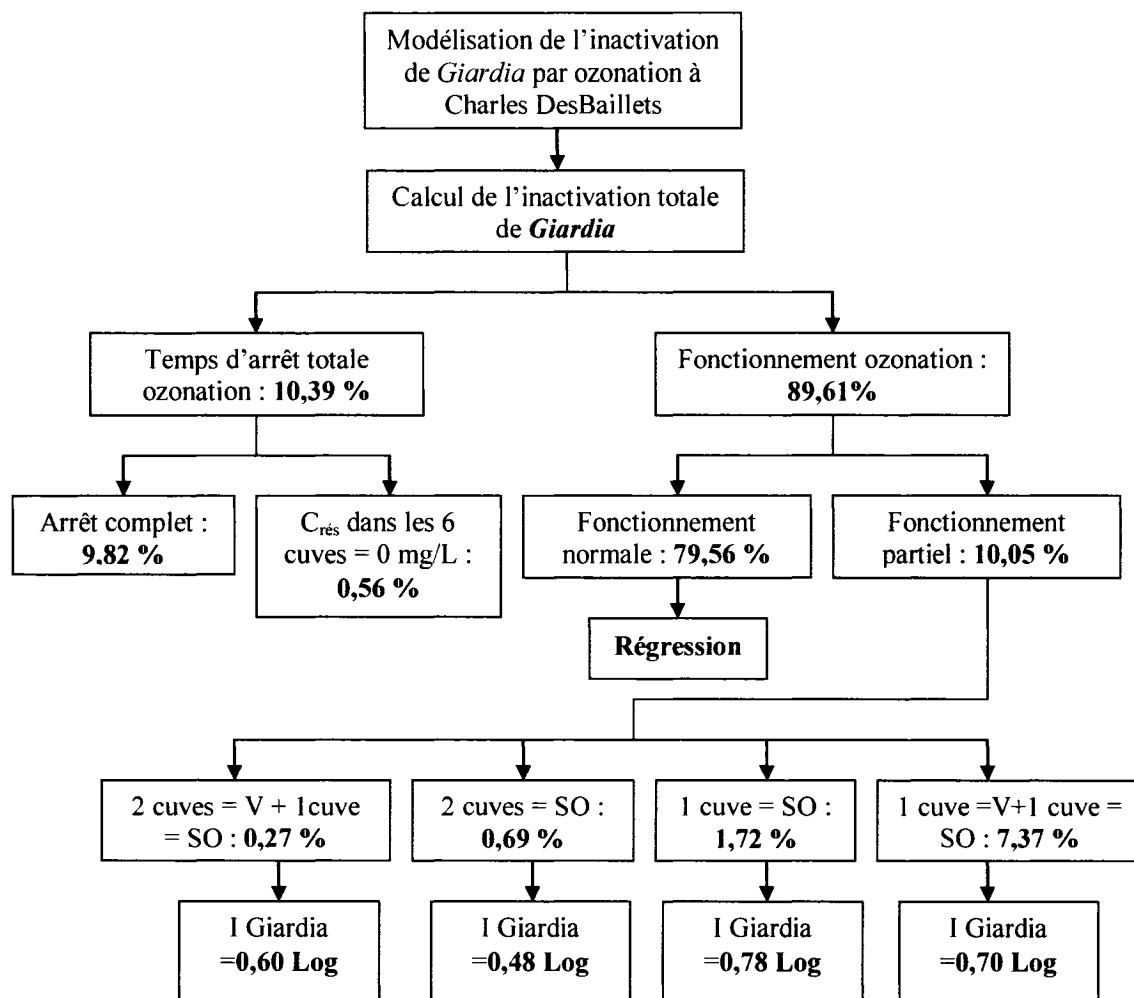 Modélisation de l'inactivation
de Giardia par ozonation à
Charles DesBaillets
Calcul de l'inactivation totale
de Giardia
Temps d'arrêt totale
ozonation : 10,39 %
Fonctionnement ozonation :
89,61%
Arrêt complet :
9,82 %
Crés dans les 6
cuves = 0 mg/L :
0,56 %
Fonctionnement
normale : 79,56 %
Fonctionnement
partiel : 10,05 %
Régression
2 cuves = V + 1cuve
= SO : 0,27 %
2 cuves = SO :
0,69 %
1 cuve = SO :
1,72 %
1 cuve =V+1 cuve =
SO : 7,37 %
I Giardia
=0,60 Log
I Giardia
=0,48 Log
I Giardia
=0,78 Log
I Giardia
=0,70 Log